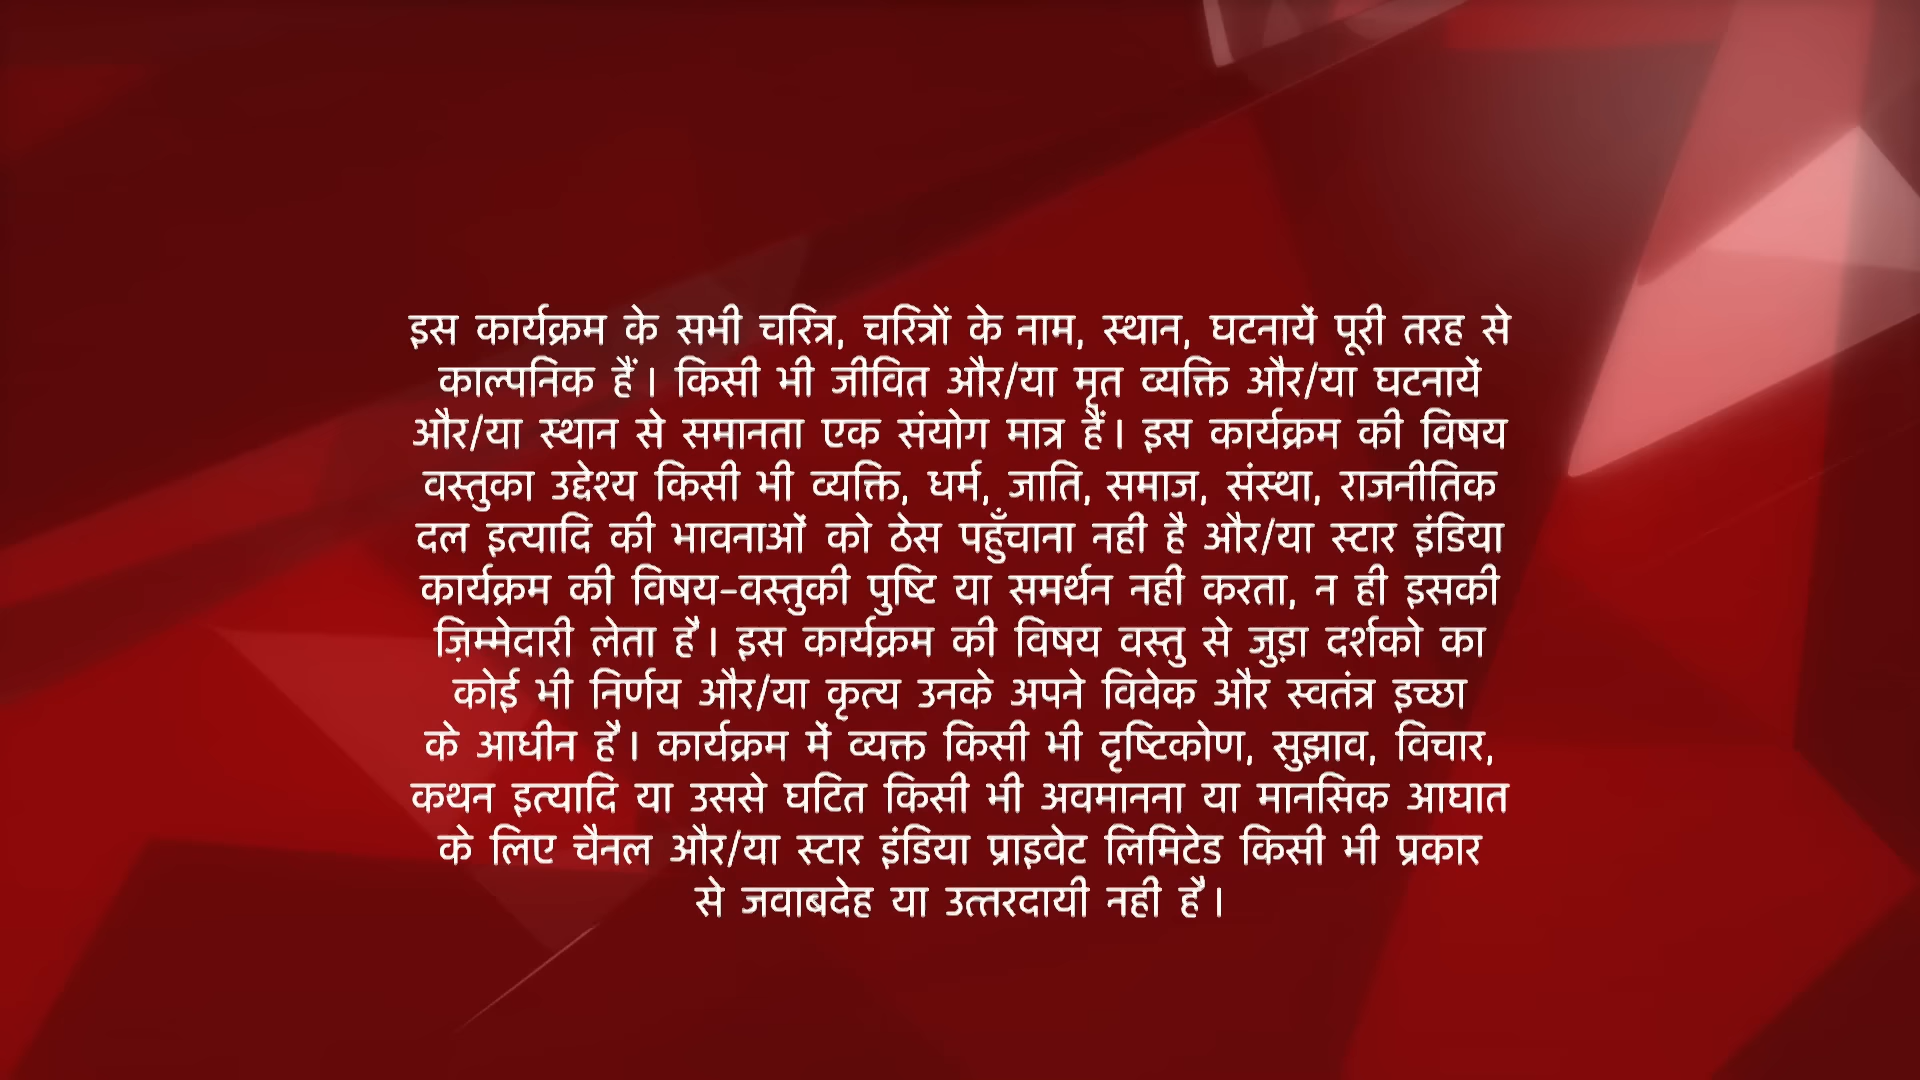 इस कार्यक्रम के सभी चरित्र, चरित्रों के नाम, स्थान, घटनायें पूरी तरह से
काल्पनिक हैं। किसी भी जीवित और/या मृत व्यक्ति और/या घटनायें
और/या स्थान से समानता एक संयोग मात्र हैं। इस कार्यक्रम की विषय
वस्तुका उद्देश्य किसी भी व्यक्ति, धर्म, जाति, समाज, संस्था, राजनीतिक
दल इत्यादि की भावनाओं को ठेस पहुँचाना नही है और/या स्टार इंडिया
कार्यक्रम की विषय-वस्तुकी पुष्टि या समर्थन नहीं करता, न ही इसकी
ज़िम्मेदारी लेता है। इस कार्यक्रम की विषय वस्तु से जुड़ा दर्शको का
कोई भी निर्णय और/या कृत्य उनके अपने विवेक और स्वतंत्र इच्छा
के आधीन है। कार्यक्रम में व्यक्त किसी भी दृष्टिकोण, सुझाव, विचार,
कथन इत्यादि या उससे घटित किसी भी अवमानना या मानसिक आघात
के लिए चैनल और/या स्टार इंडिया प्राइवेट लिमिटेड किसी भी प्रकार
से जवाबदेह या उत्तरदायी नही है।